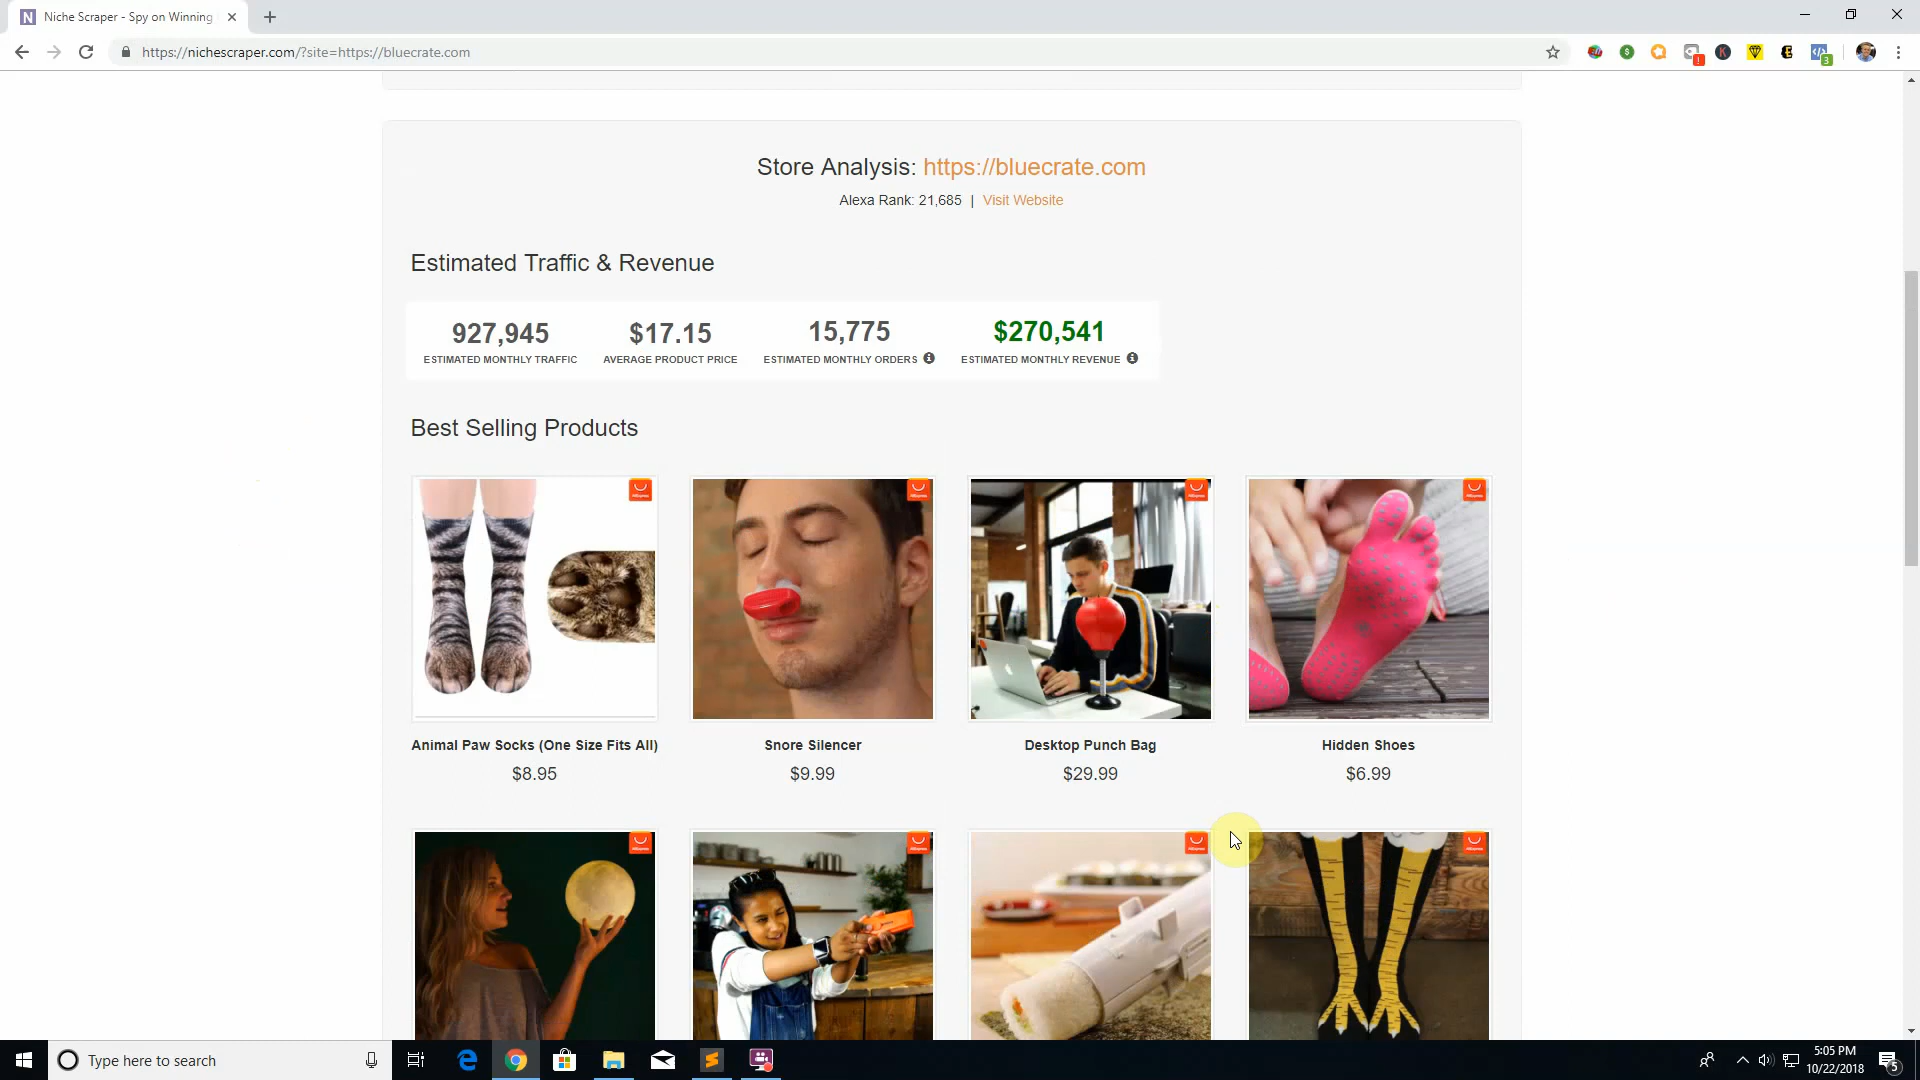 N Niche Scraper - Spy on Winning
https://nichescraper.com/?site=https://bluecrate.com
Store Analysis: https://bluecrate.com
Alexa Rank: 21,685 | Visit Website
Estimated Traffic & Revenue
927,945 $17.15 15,775 $270,541
ESTIMATED MONTHLY TRAFFIC AVERAGE PRODUCT PRICE ESTIMATED MONTHLY ORDERS ESTIMATED MONTHLY REVENUE
Best Selling Products
Animal Paw Socks (One Size Fits All) Snore Silencer Desktop Punch Bag Hidden Shoes
$8.95 $9.99 $29.99 $6.99
Type here to search
5:05 PM
10/22/2018
5